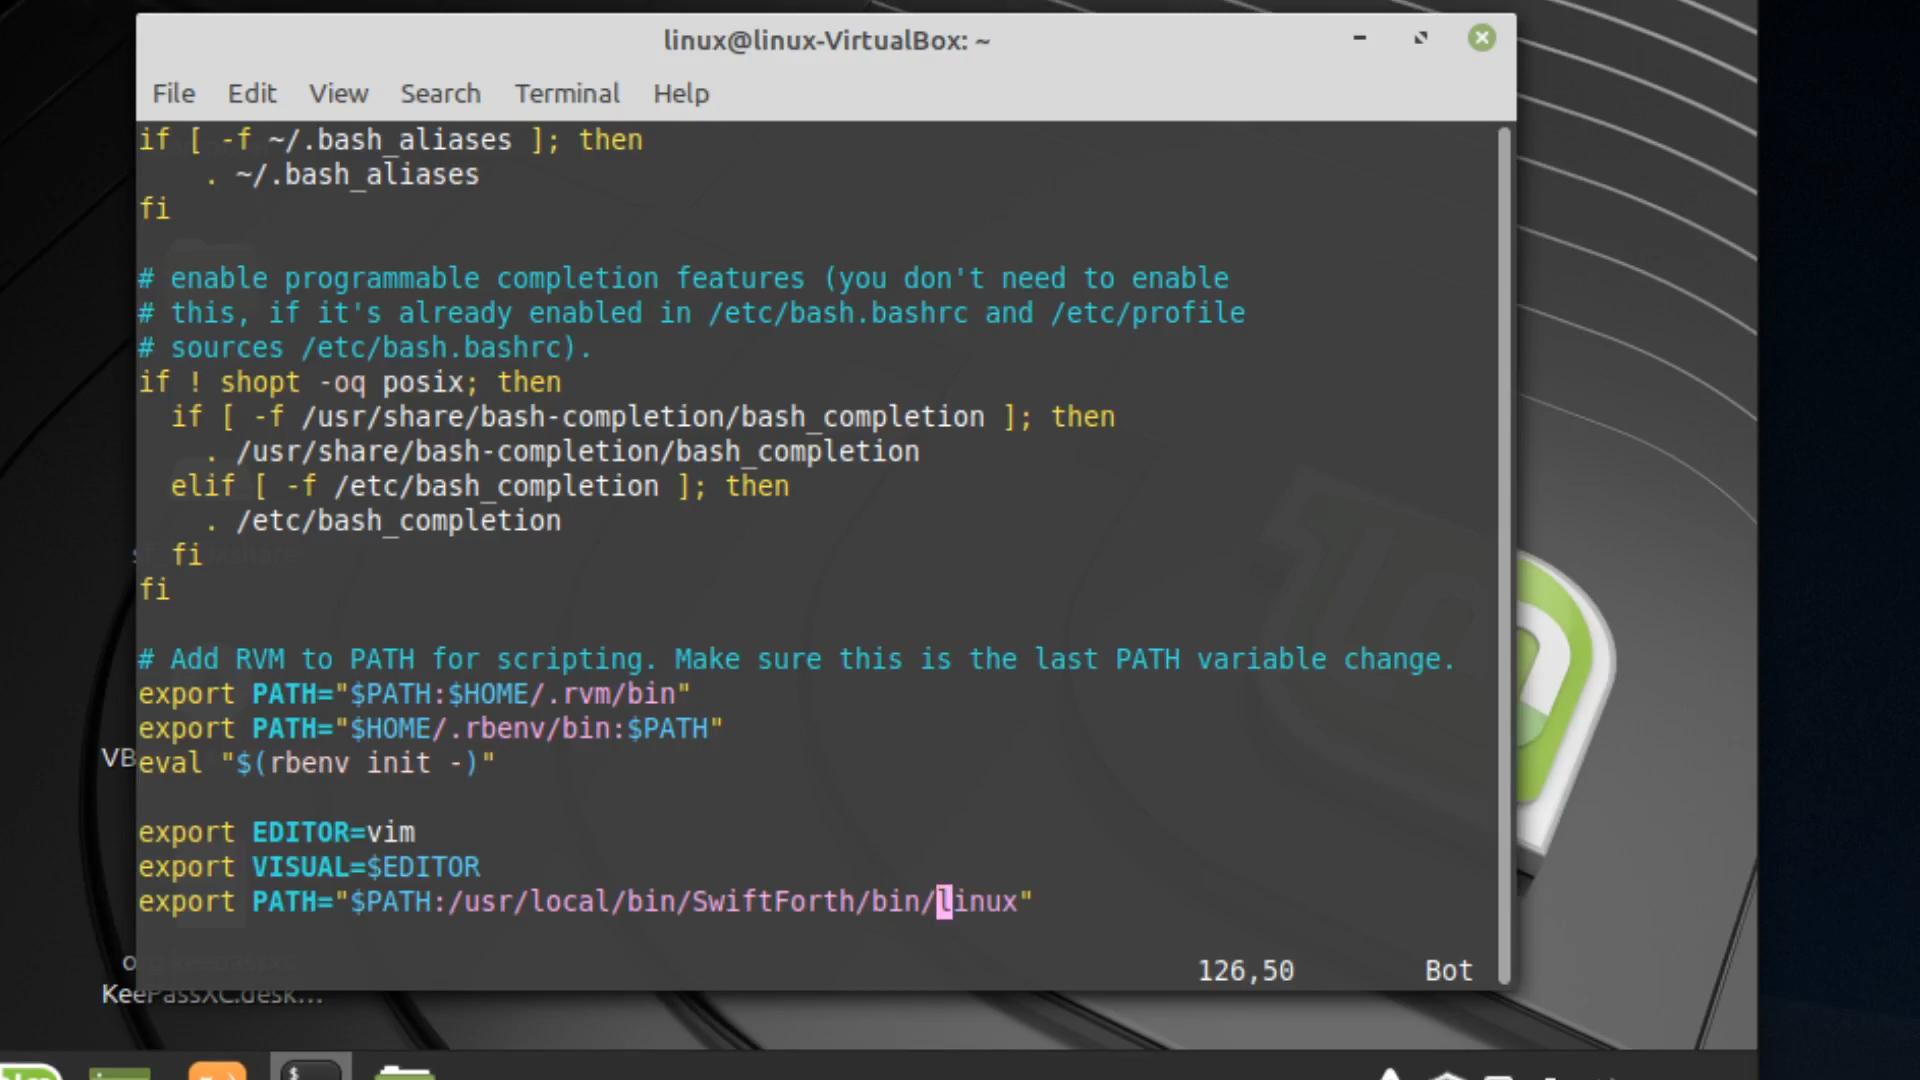 linux@linux-VirtualBox: ~
File Edit View Search Terminal Help
if [ -f ~/.bash_aliases ]; then
    . ~/.bash_aliases
fi
# enable programmable completion features (you don't need to enable
# this, if it's already enabled in /etc/bash.bashrc and /etc/profile
# sources /etc/bash.bashrc).
if ! shopt -oq posix; then
  if [ -f /usr/share/bash-completion/bash_completion ]; then
    . /usr/share/bash-completion/bash_completion
  elif [ -f /etc/bash_completion ]; then
    . /etc/bash_completion
  fi
fi
# Add RVM to PATH for scripting. Make sure this is the last PATH variable change.
export PATH="$PATH:$HOME/.rvm/bin"
export PATH="$HOME/.rbenv/bin:$PATH"
VB
eval "$(rbenv init -)"
export EDITOR=vim
export VISUAL=$EDITOR
export PATH="$PATH:/usr/local/bin/SwiftForth/bin/linux"
126,50 Bot
org.keepassxc.
KeePassXC.desk...